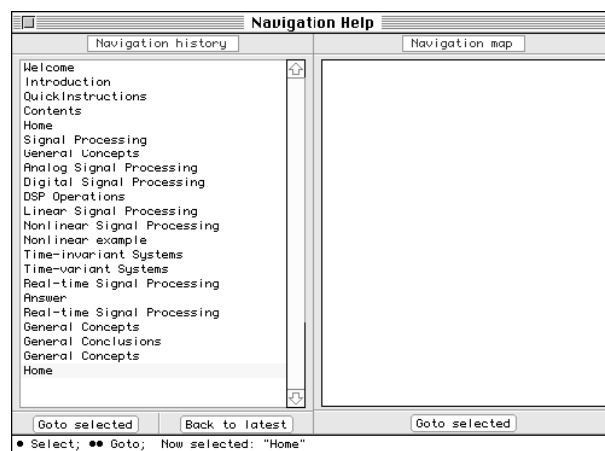 Navigation Help
Navigation history
Navigation map
Welcome
Introduction
QuickInstructions
Contents
Home
Signal Processing
General Concepts
Analog Signal Processing
Digital Signal Processing
DSP Operations
Linear Signal Processing
Nonlinear Signal Processing
Nonlinear example
Time-invariant Systems
Time-variant Systems
Real-time Signal Processing
Answer
Real-time Signal Processing
General Concepts
General Conclusions
General Concepts
Home
Goto selected
Back to latest
Goto selected
• Select; •• Goto; Now selected: "Home"